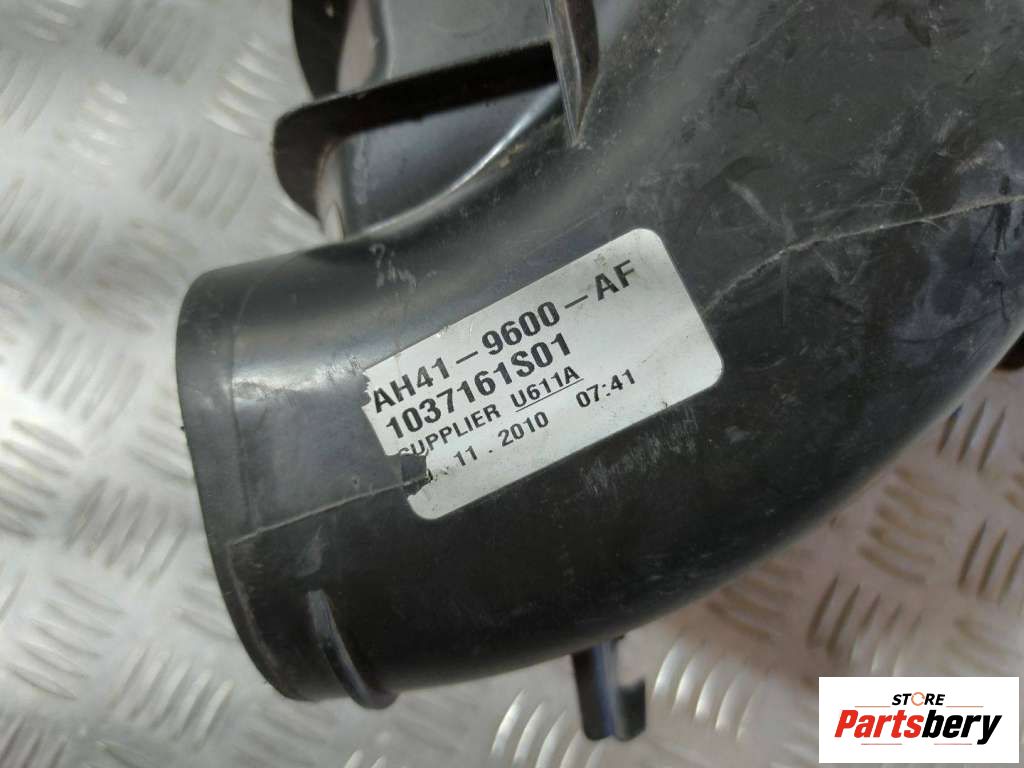 AH41-9600-AF
1037161S01
SUPPLIER U611A
. 11 . 2010 07:41
STORE
Partsbery